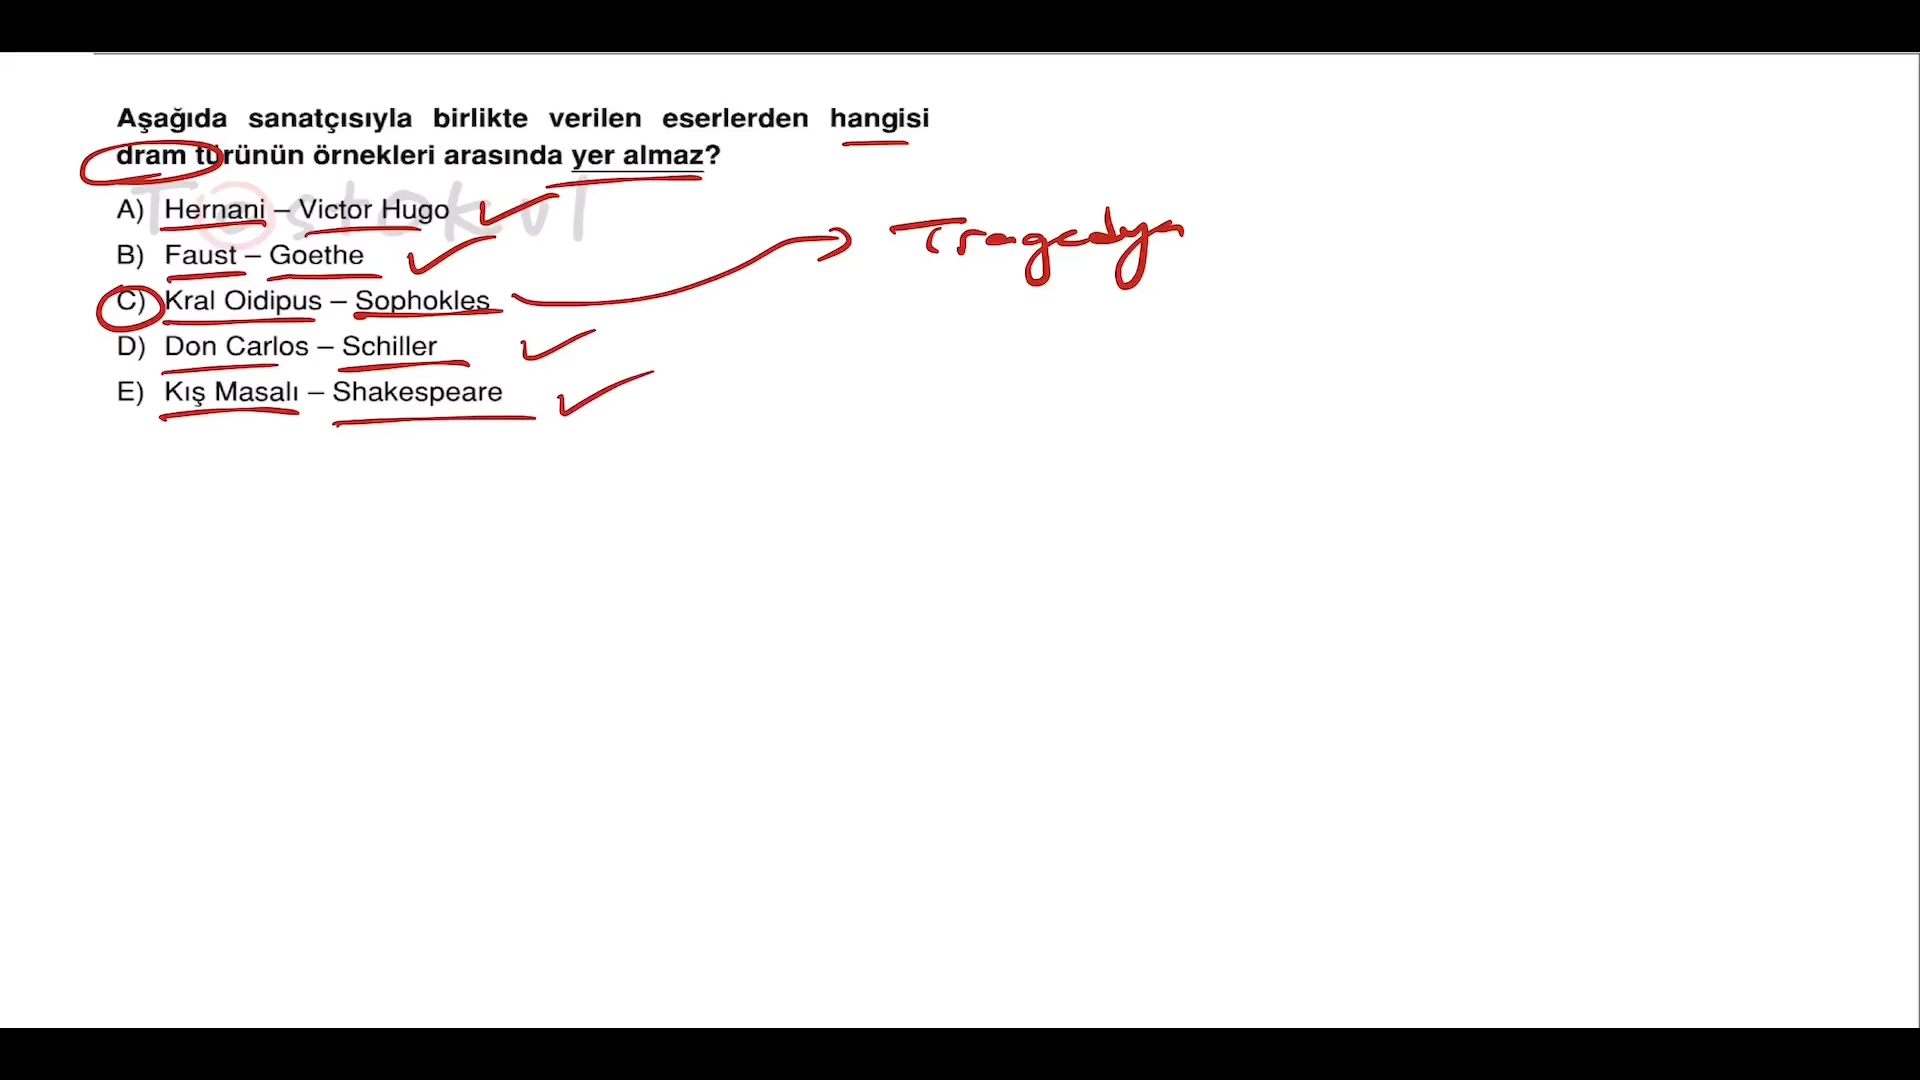 Aşağıda sanatçısıyla birlikte verilen eserlerden hangisi
dram türünün örnekleri arasında yer almaz?
A) Hernani – Victor Hugo
B) Faust – Goethe
C) Kral Oidipus – Sophokles
D) Don Carlos – Schiller
E) Kış Masalı – Shakespeare
Tragedya